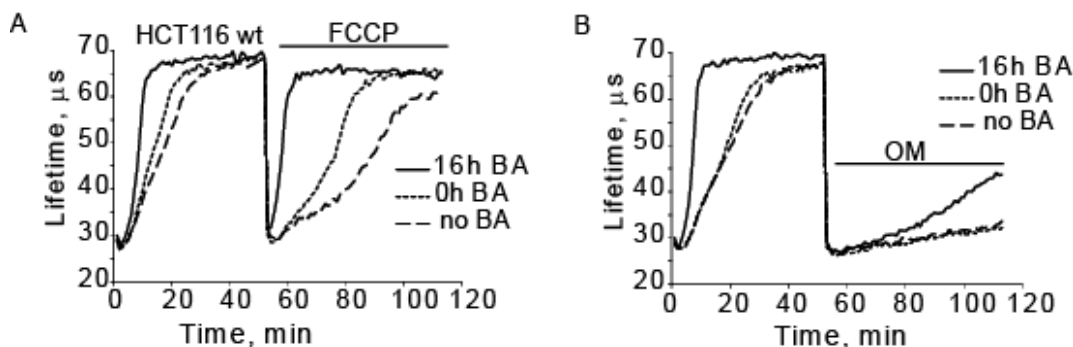 A
HCT116 wt
FCCP
Lifetime, μs
70
60
50
40
30
20
16h BA
0h BA
no BA
0 20 40 60 80 100 120
Time, min
B
Lifetime, μs
70
60
50
40
30
20
16h BA
0h BA
no BA
OM
0 20 40 60 80 100 120
Time, min